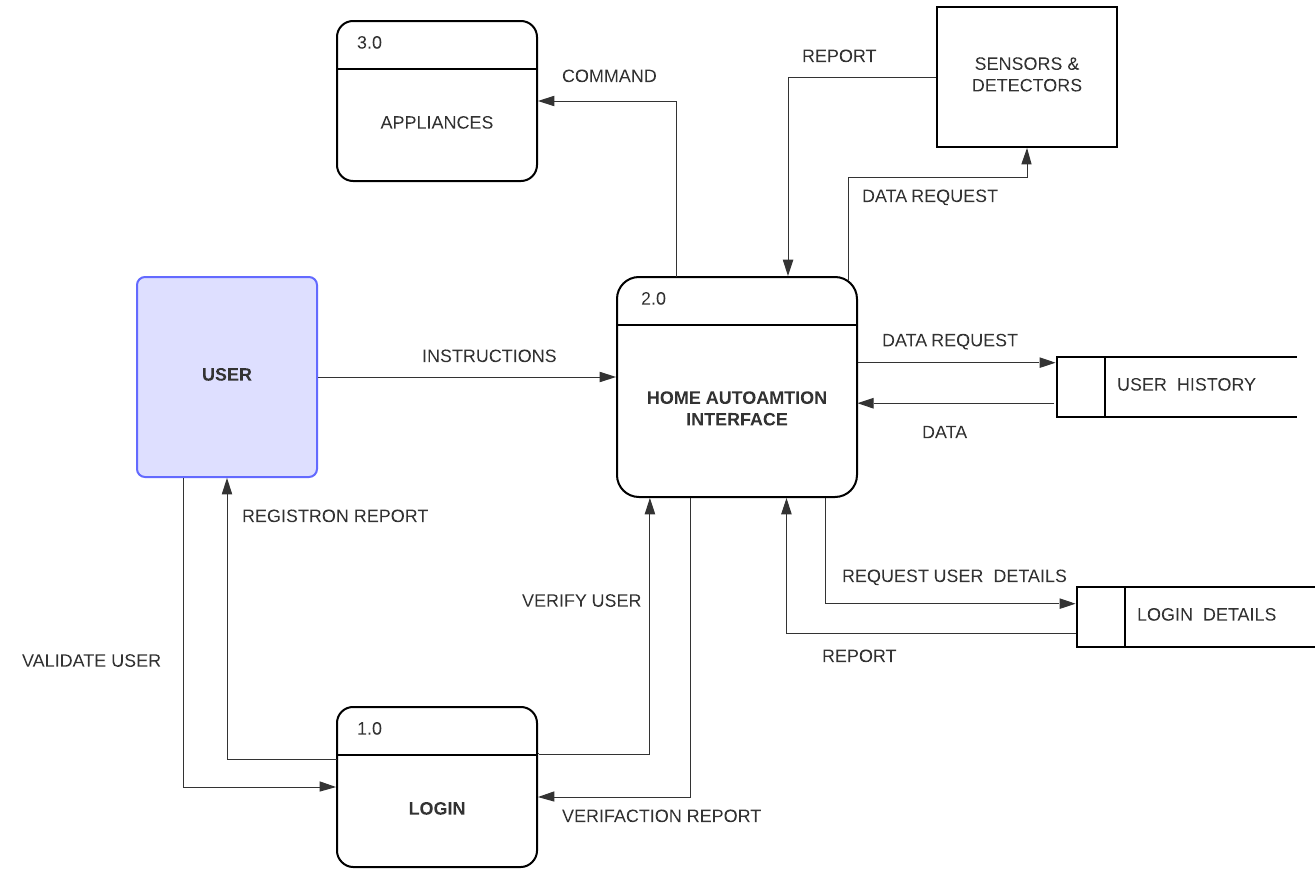 3.0
APPLIANCES
COMMAND
REPORT
SENSORS &
DETECTORS
DATA REQUEST
USER
INSTRUCTIONS
2.0
HOME AUTOAMTION
INTERFACE
DATA REQUEST
USER HISTORY
DATA
REGISTRON REPORT
VERIFY USER
REQUEST USER DETAILS
LOGIN DETAILS
REPORT
VALIDATE USER
1.0
LOGIN
VERIFACTION REPORT